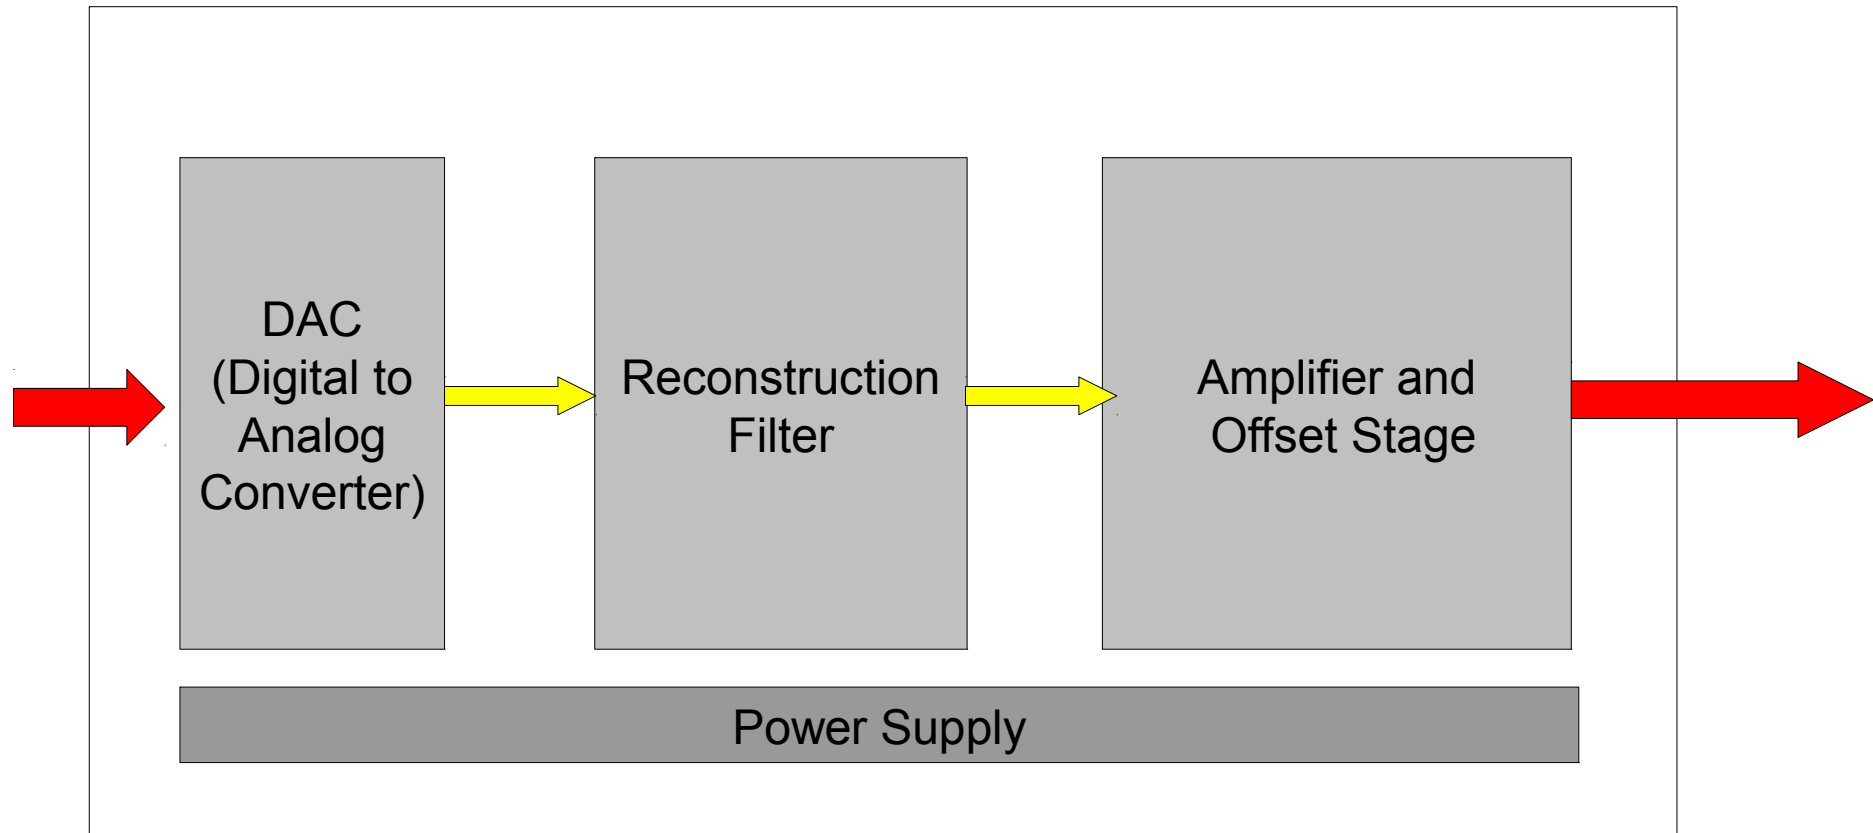 DAC
(Digital to
Analog
Converter)
Reconstruction
Filter
Amplifier and
Offset Stage
Power Supply